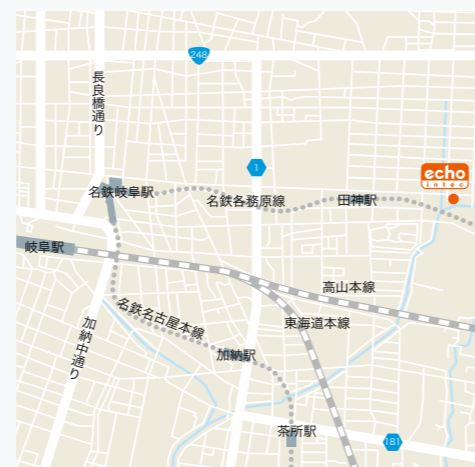 248
長良橋通り
1
echo
intec
名鉄岐阜駅
名鉄各務原線
田神駅
岐阜駅
高山本線
名鉄名古屋本線
東海道本線
加納中通り
加納駅
茶所駅
181